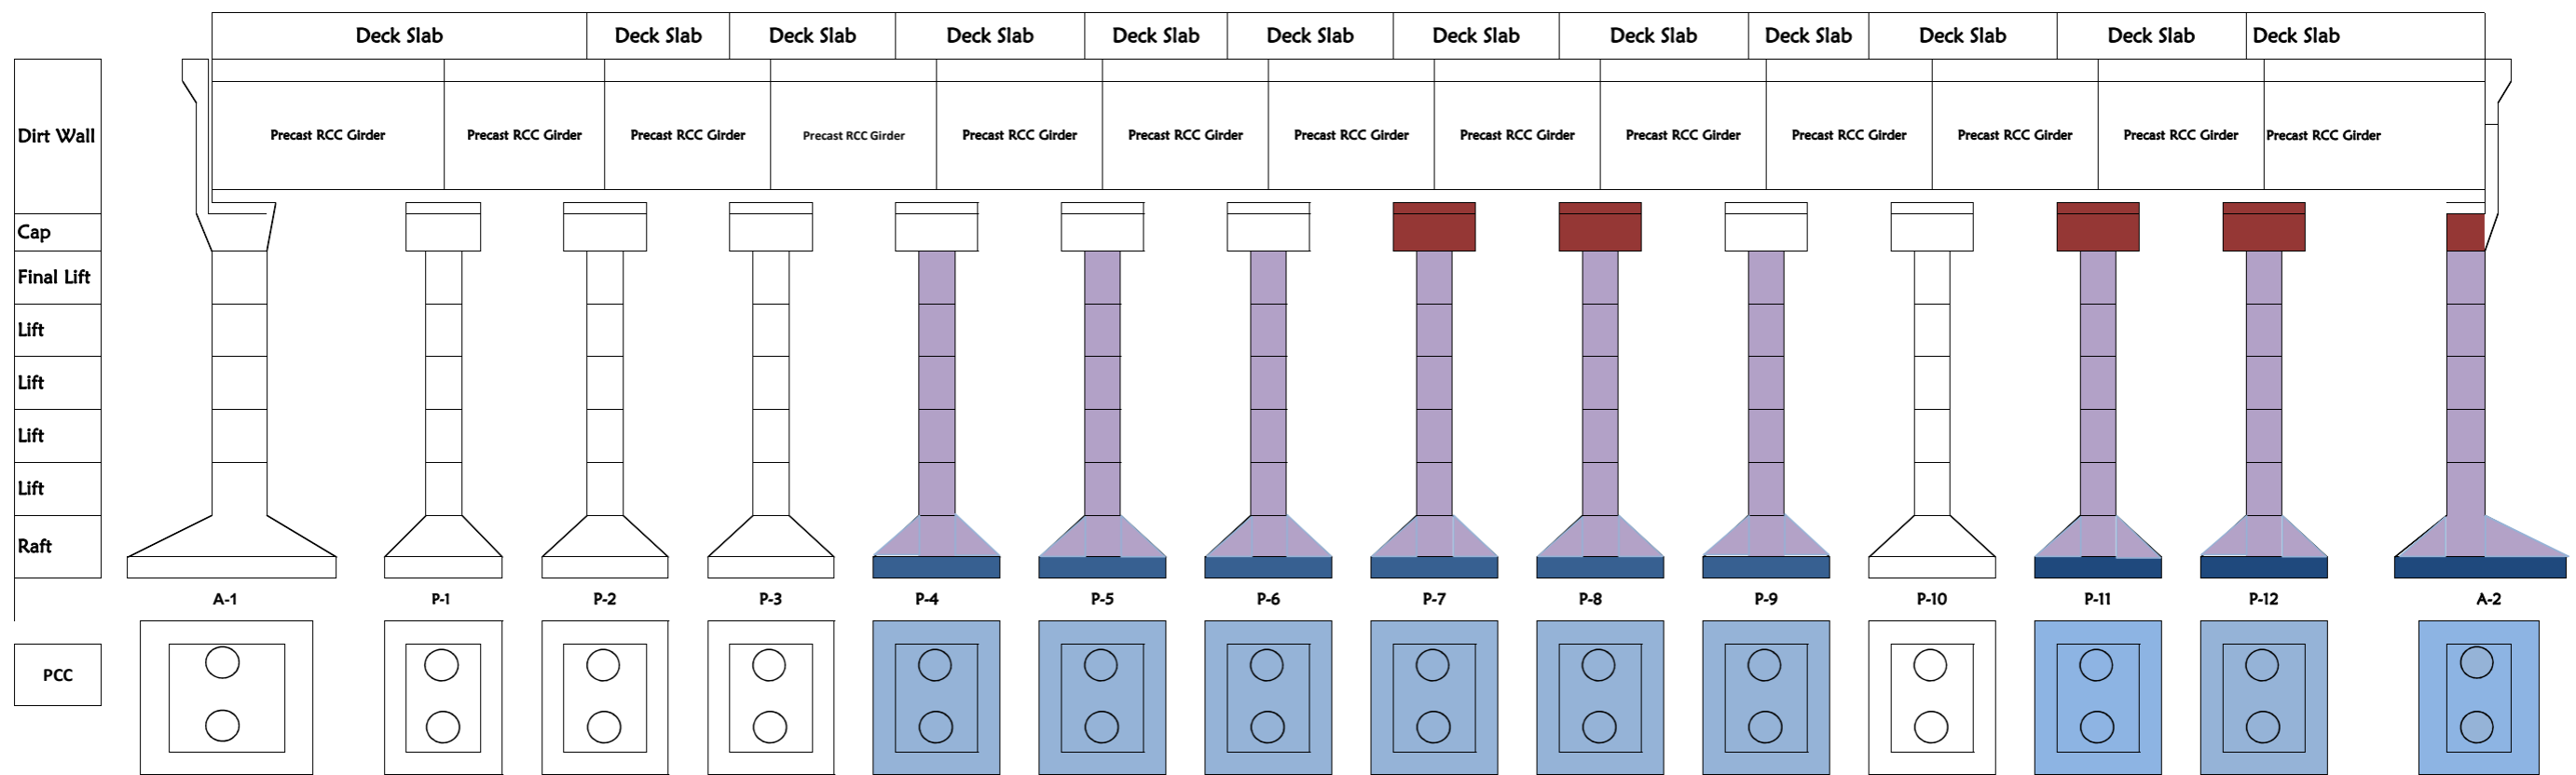 Deck Slab Deck Slab Deck Slab Deck Slab Deck Slab Deck Slab Deck Slab Deck Slab Deck Slab Deck Slab Deck Slab Deck Slab
Dirt Wall Precast RCC Girder Precast RCC Girder Precast RCC Girder Precast RCC Girder Precast RCC Girder Precast RCC Girder Precast RCC Girder Precast RCC Girder Precast RCC Girder Precast RCC Girder Precast RCC Girder Precast RCC Girder Precast RCC Girder
Cap
Final Lift
Lift
Lift
Lift
Lift
Raft
A-1 P-1 P-2 P-3 P-4 P-5 P-6 P-7 P-8 P-9 P-10 P-11 P-12 A-2
PCC